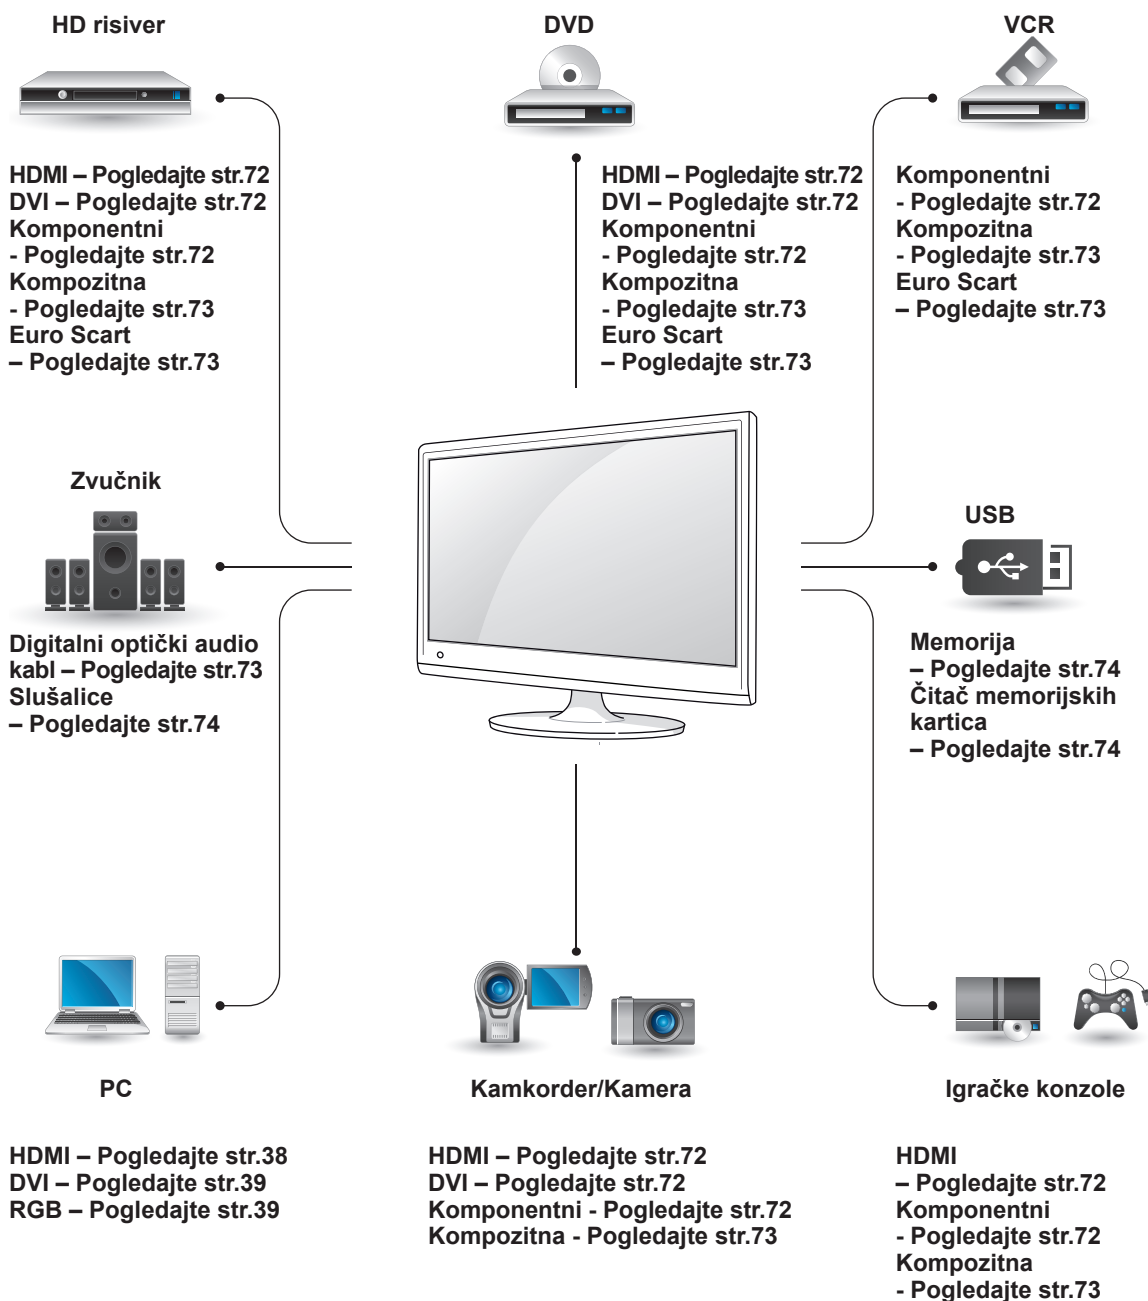 HD risiver
HDMI – Pogledajte str.72
DVI – Pogledajte str.72
Komponentni
- Pogledajte str.72
Kompozitna
- Pogledajte str.73
Euro Scart
– Pogledajte str.73
DVD
HDMI – Pogledajte str.72
DVI – Pogledajte str.72
Komponentni
- Pogledajte str.72
Kompozitna
- Pogledajte str.73
Euro Scart
– Pogledajte str.73
VCR
Komponentni
- Pogledajte str.72
Kompozitna
- Pogledajte str.73
Euro Scart
– Pogledajte str.73
Zvučnik
Digitalni optički audio
kabl – Pogledajte str.73
Slušalice
– Pogledajte str.74
USB
Memorija
– Pogledajte str.74
Čitač memorijskih
kartica
– Pogledajte str.74
PC
HDMI – Pogledajte str.38
DVI – Pogledajte str.39
RGB – Pogledajte str.39
Kamkorder/Kamera
HDMI – Pogledajte str.72
DVI – Pogledajte str.72
Komponentni - Pogledajte str.72
Kompozitna - Pogledajte str.73
Igračke konzole
HDMI
– Pogledajte str.72
Komponentni
- Pogledajte str.72
Kompozitna
- Pogledajte str.73